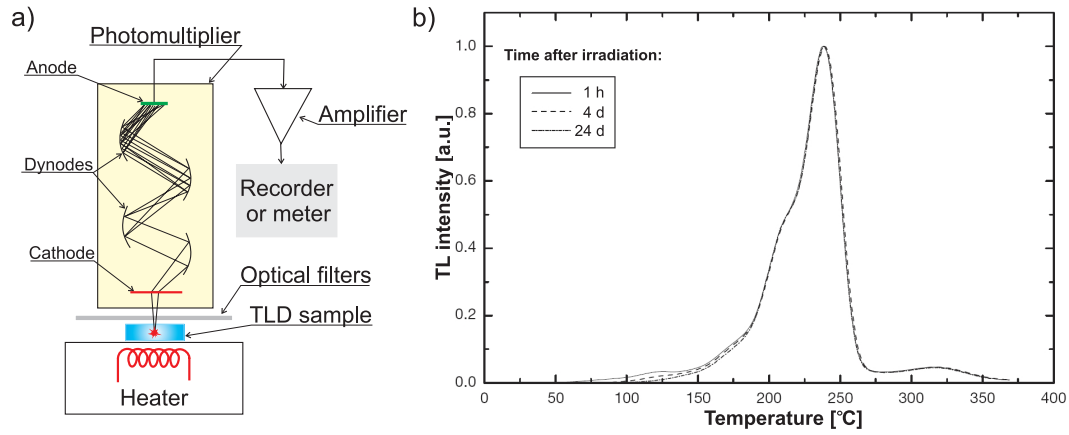 a)
Photomultiplier
Anode
Amplifier
Dynodes
Recorder
or meter
Cathode
Optical filters
TLD sample
Heater
b)
Time after irradiation:
1 h
4 d
24 d
TL intensity [a.u.]
1.0
0.8
0.6
0.4
0.2
0.0
0
50
100
150
200
250
300
350
400
Temperature [°C]